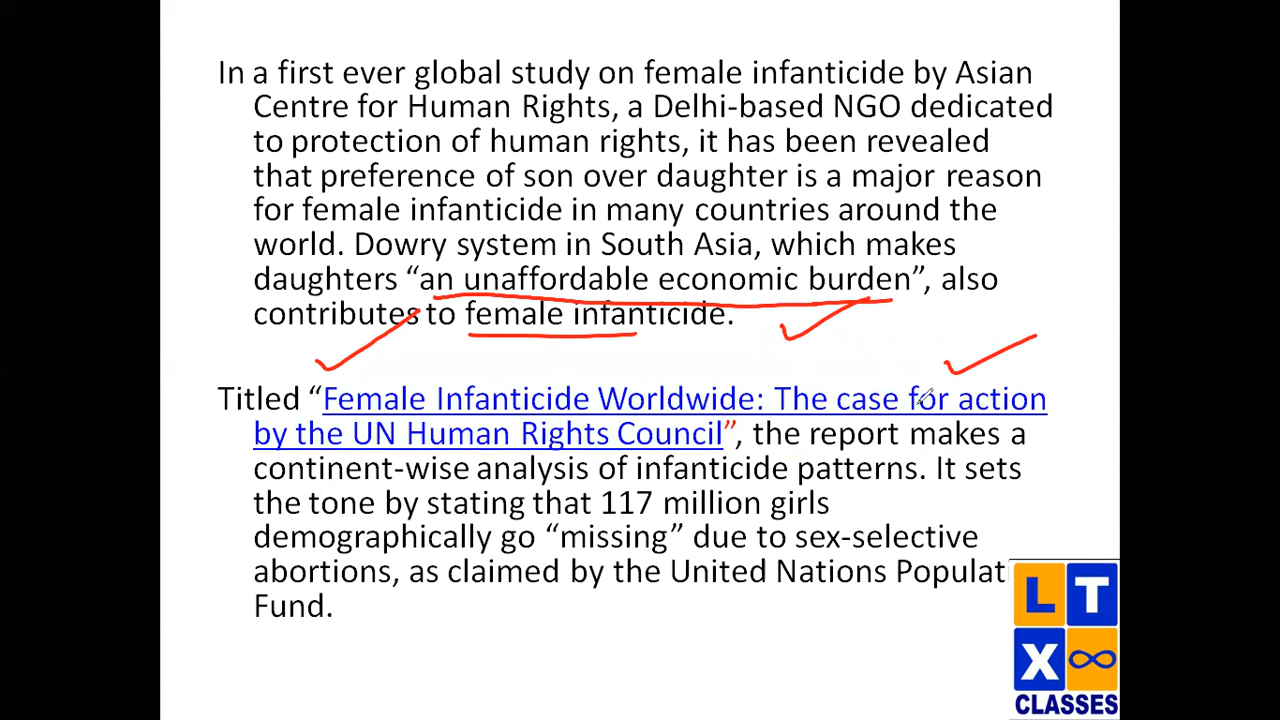 In a first ever global study on female infanticide by Asian
Centre for Human Rights, a Delhi-based NGO dedicated
to protection of human rights, it has been revealed
that preference of son over daughter is a major reason
for female infanticide in many countries around the
world. Dowry system in South Asia, which makes
daughters “an unaffordable economic burden”, also
contributes to female infanticide.
Titled “Female Infanticide Worldwide: The case for action
by the UN Human Rights Council”, the report makes a
continent-wise analysis of infanticide patterns. It sets
the tone by stating that 117 million girls
demographically go “missing” due to sex-selective
abortions, as claimed by the United Nations Populati
Fund.
L T
X ∞
CLASSES